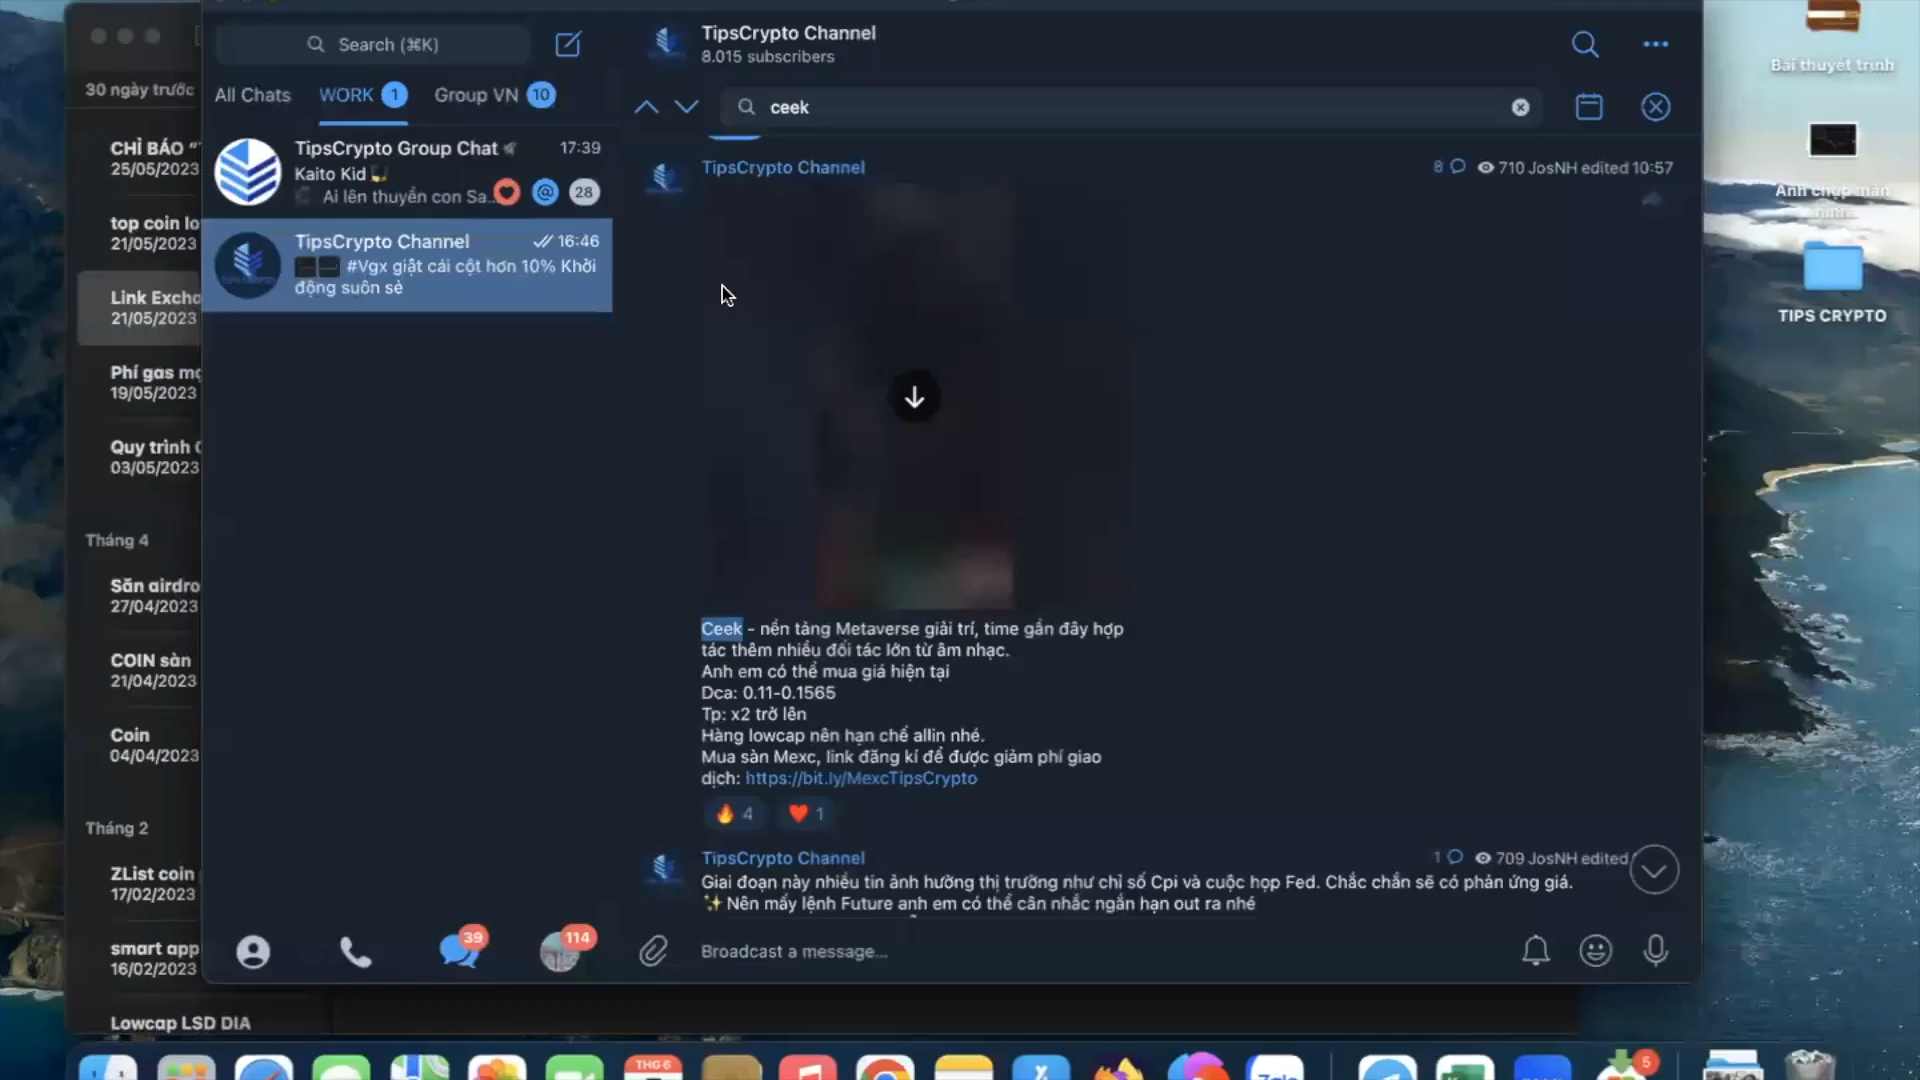 30 ngày trước
CHỈ BÁO "
25/05/2023
top coin lo
21/05/2023
Link Excha
21/05/2023
Phí gas mạ
19/05/2023
Quy trình
03/05/2023
Tháng 4
Săn airdro
27/04/2023
COIN sàn
21/04/2023
Coin
04/04/2023
Tháng 2
ZList coin
17/02/2023
smart app
16/02/2023
Lowcap LSD DIA
Search (⌘K)
All Chats
WORK 1
Group VN 10
TipsCrypto Group Chat 17:39
Kaito Kid
Ai lên thuyền con Sa... @ 28
TipsCrypto Channel 16:46
#Vgx giật cái cột hơn 10% Khởi
động suôn sẻ
39
114
TipsCrypto Channel
8.015 subscribers
ceek
TipsCrypto Channel 8 710 JosNH edited 10:57
Ceek - nền tảng Metaverse giải trí, time gần đây hợp
tác thêm nhiều đối tác lớn từ âm nhạc.
Anh em có thể mua giá hiện tại
Dca: 0.11-0.1565
Tp: x2 trở lên
Hàng lowcap nên hạn chế allin nhé.
Mua sàn Mexc, link đăng kí để được giảm phí giao
dịch: https://bit.ly/MexcTipsCrypto
🔥 4 ❤️ 1
TipsCrypto Channel 1 709 JosNH edited
Giai đoạn này nhiều tin ảnh hưởng thị trường như chỉ số Cpi và cuộc họp Fed. Chắc chắn sẽ có phản ứng giá.
✨Nên mấy lệnh Future anh em có thể cân nhắc ngắn hạn out ra nhé
Broadcast a message...
Bài thuyết trình
Ảnh chụp màn
hình
TIPS CRYPTO
THG 6
Zalo
5